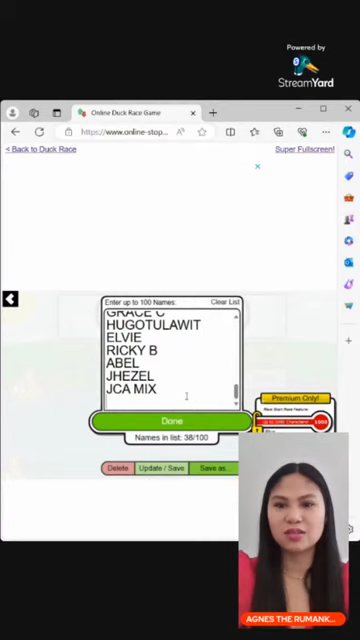 Powered by
StreamYard
Online Duck Race Game
https://www.online-stop...
< Back to Duck Race
Super Fullscreen!
Enter up to 100 Names:
Clear List
GRACE C
HUGOTULAWIT
ELVIE
RICKY B
ABEL
JHEZEL
JCA MIX
Done
Names in list: 38/100
Premium Only!
Delete
Update / Save
Save as...
AGNES THE RUMANK...